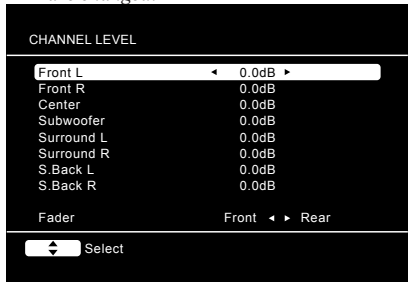 CHANNEL LEVEL
Front L ◄ 0.0dB ►
Front R 0.0dB
Center 0.0dB
Subwoofer 0.0dB
Surround L 0.0dB
Surround R 0.0dB
S.Back L 0.0dB
S.Back R 0.0dB
Fader Front ◄ ► Rear
Select